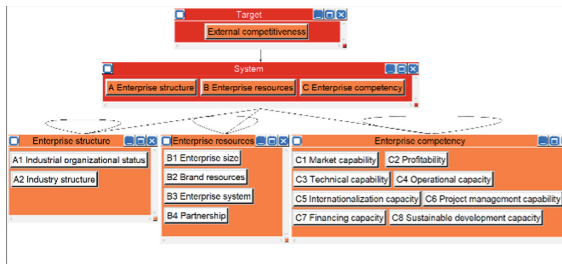 Target
External competitiveness
System
A Enterprise structure B Enterprise resources C Enterprise competency
Enterprise structure
A1 Industrial organizational status
A2 Industry structure
Enterprise resources
B1 Enterprise size
B2 Brand resources
B3 Enterprise system
B4 Partnership
Enterprise competency
C1 Market capability C2 Profitability
C3 Technical capability C4 Operational capacity
C5 Internationalization capacity C6 Project management capability
C7 Financing capacity C8 Sustainable development capacity